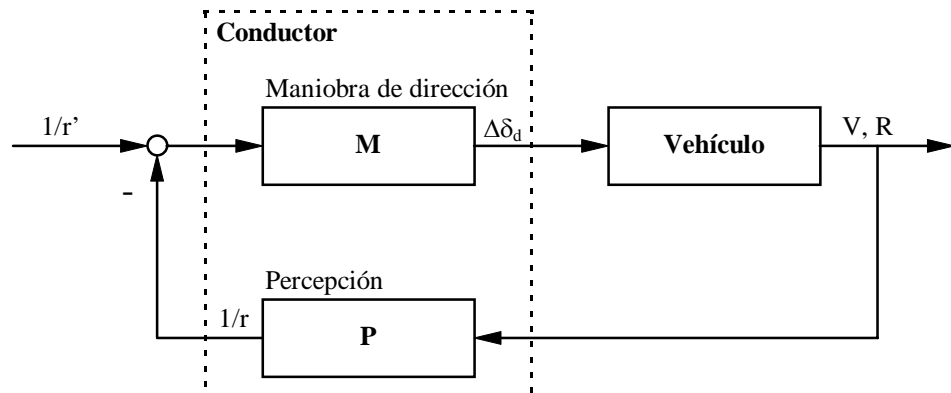 Conductor
Maniobra de dirección
1/r’
M
Δδd
Vehículo
V, R
-
Percepción
1/r
P